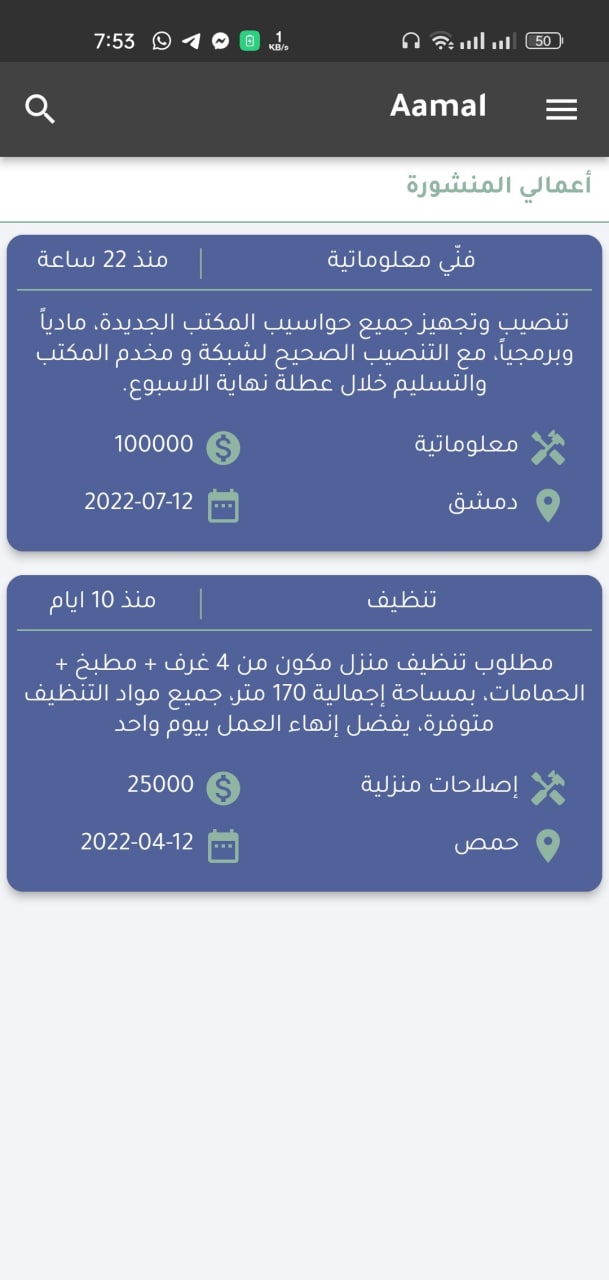 7:53 1 KB/s 50
Aamal
أعمالي المنشورة
فنّي معلوماتية منذ 22 ساعة
تنصيب وتجهيز جميع حواسيب المكتب الجديدة، مادياً
وبرمجياً، مع التنصيب الصحيح لشبكة و مخدم المكتب
والتسليم خلال عطلة نهاية الاسبوع.
معلوماتية 100000
دمشق 2022-07-12
تنظيف منذ 10 ايام
مطلوب تنظيف منزل مكون من 4 غرف + مطبخ +
الحمامات، بمساحة إجمالية 170 متر، جميع مواد التنظيف
متوفرة، يفضل إنهاء العمل بيوم واحد
إصلاحات منزلية 25000
حمص 2022-04-12